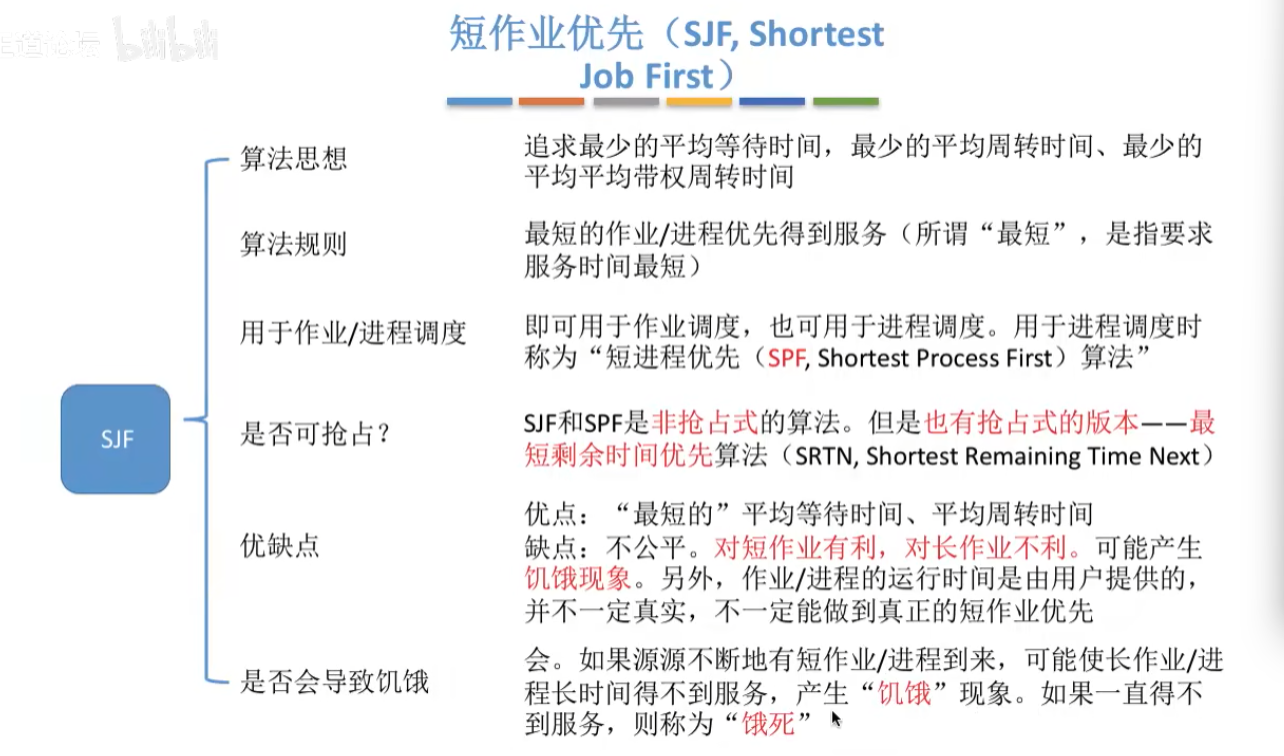 王道论坛 bilibili
短作业优先（SJF, Shortest
Job First）
算法思想
追求最少的平均等待时间，最少的平均周转时间、最少的
平均平均带权周转时间
算法规则
最短的作业/进程优先得到服务（所谓“最短”，是指要求
服务时间最短）
用于作业/进程调度
即可用于作业调度，也可用于进程调度。用于进程调度时
称为“短进程优先（SPF, Shortest Process First）算法”
SJF
是否可抢占？
SJF和SPF是非抢占式的算法。但是也有抢占式的版本——最
短剩余时间优先算法（SRTN, Shortest Remaining Time Next）
优缺点
优点：“最短的”平均等待时间、平均周转时间
缺点：不公平。对短作业有利，对长作业不利。可能产生
饥饿现象。另外，作业/进程的运行时间是由用户提供的，
并不一定真实，不一定能做到真正的短作业优先
是否会导致饥饿
会。如果源源不断地有短作业/进程到来，可能使长作业/进
程长时间得不到服务，产生“饥饿”现象。如果一直得不
到服务，则称为“饿死”